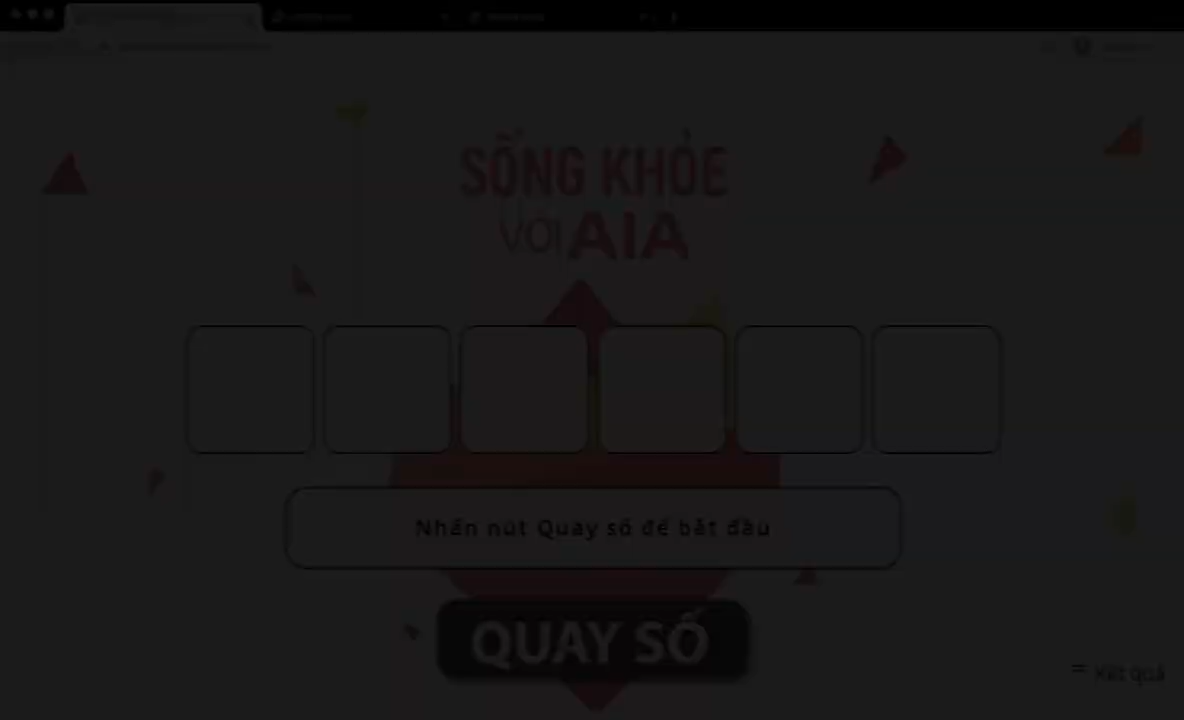 SỐNG KHỎE
VỚI AIA
Nhấn nút Quay số để bắt đầu
QUAY SỐ
Kết quả